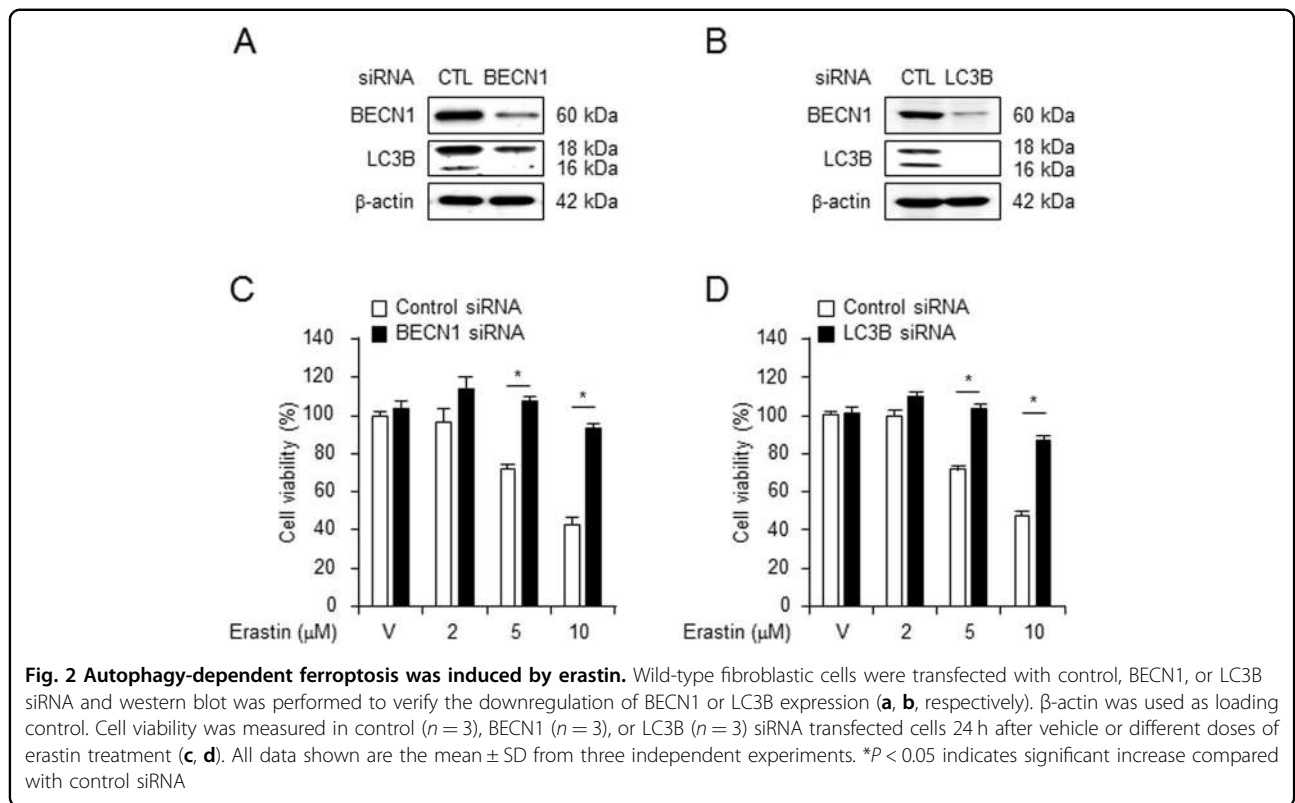 A
siRNA CTL BECN1
BECN1 60 kDa
LC3B 18 kDa
16 kDa
β-actin 42 kDa
B
siRNA CTL LC3B
BECN1 60 kDa
LC3B 18 kDa
16 kDa
β-actin 42 kDa
C
Control siRNA
BECN1 siRNA
Cell viability (%)
140
120
100
80
60
40
20
0
* *
Erastin (μM) V 2 5 10
D
Control siRNA
LC3B siRNA
Cell viability (%)
140
120
100
80
60
40
20
0
* *
Erastin (μM) V 2 5 10
Fig. 2 Autophagy-dependent ferroptosis was induced by erastin. Wild-type fibroblastic cells were transfected with control, BECN1, or LC3B
siRNA and western blot was performed to verify the downregulation of BECN1 or LC3B expression (a, b, respectively). β-actin was used as loading
control. Cell viability was measured in control (n = 3), BECN1 (n = 3), or LC3B (n = 3) siRNA transfected cells 24 h after vehicle or different doses of
erastin treatment (c, d). All data shown are the mean ± SD from three independent experiments. *P < 0.05 indicates significant increase compared
with control siRNA